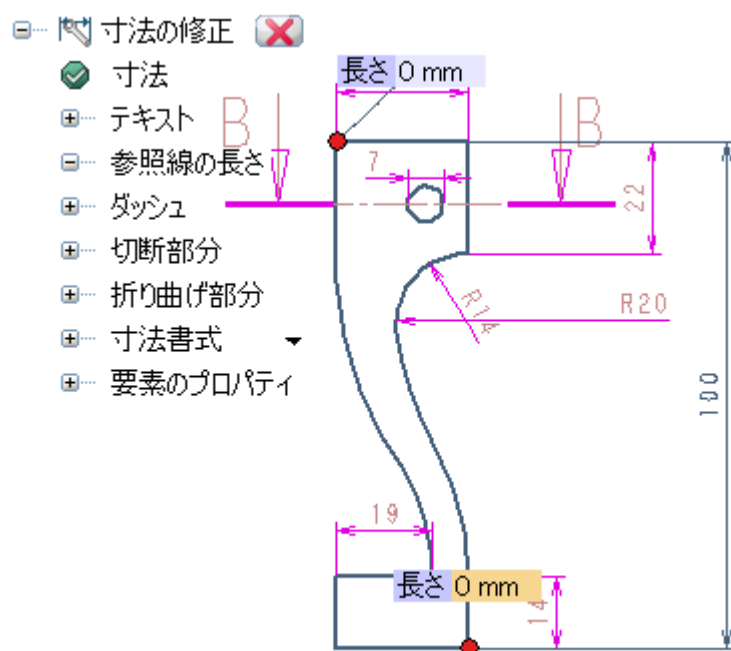 寸法の修正
寸法
テキスト
参照線の長さ
ダッシュ
切断部分
折り曲げ部分
寸法書式
要素のプロパティ
長さ 0 mm
B
B
7
22
R14
R20
100
19
長さ 0 mm
14